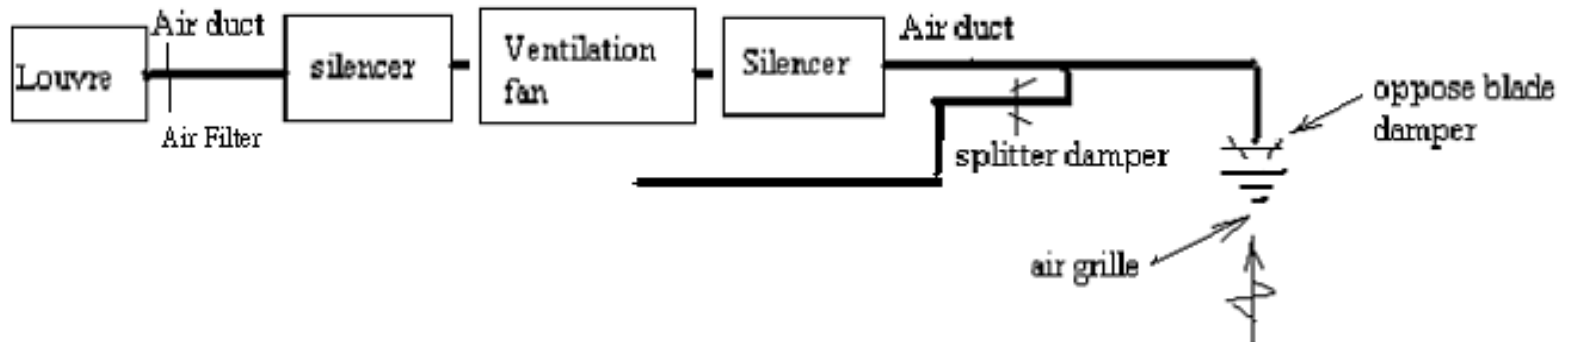 Louvre
Air duct
Air Filter
silencer
Ventilation
fan
Silencer
Air duct
splitter damper
oppose blade
damper
air grille